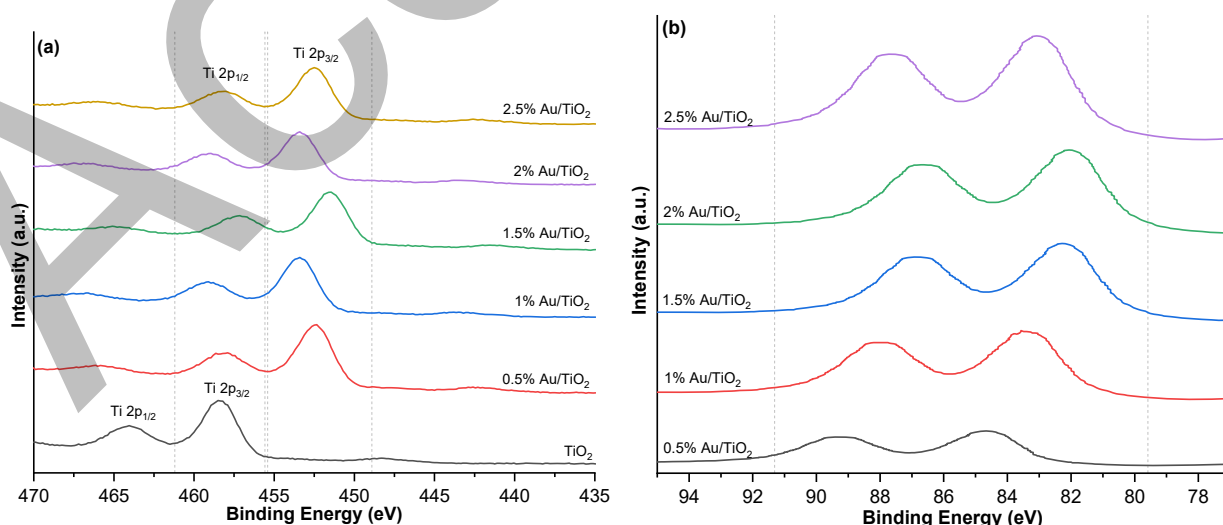 (a)
Ti 2p1/2
Ti 2p3/2
2.5% Au/TiO2
2% Au/TiO2
1.5% Au/TiO2
1% Au/TiO2
0.5% Au/TiO2
Ti 2p1/2
Ti 2p3/2
TiO2
Intensity (a.u.)
470 465 460 455 450 445 440 435
Binding Energy (eV)
(b)
2.5% Au/TiO2
2% Au/TiO2
1.5% Au/TiO2
1% Au/TiO2
0.5% Au/TiO2
Intensity (a.u.)
94 92 90 88 86 84 82 80 78
Binding Energy (eV)